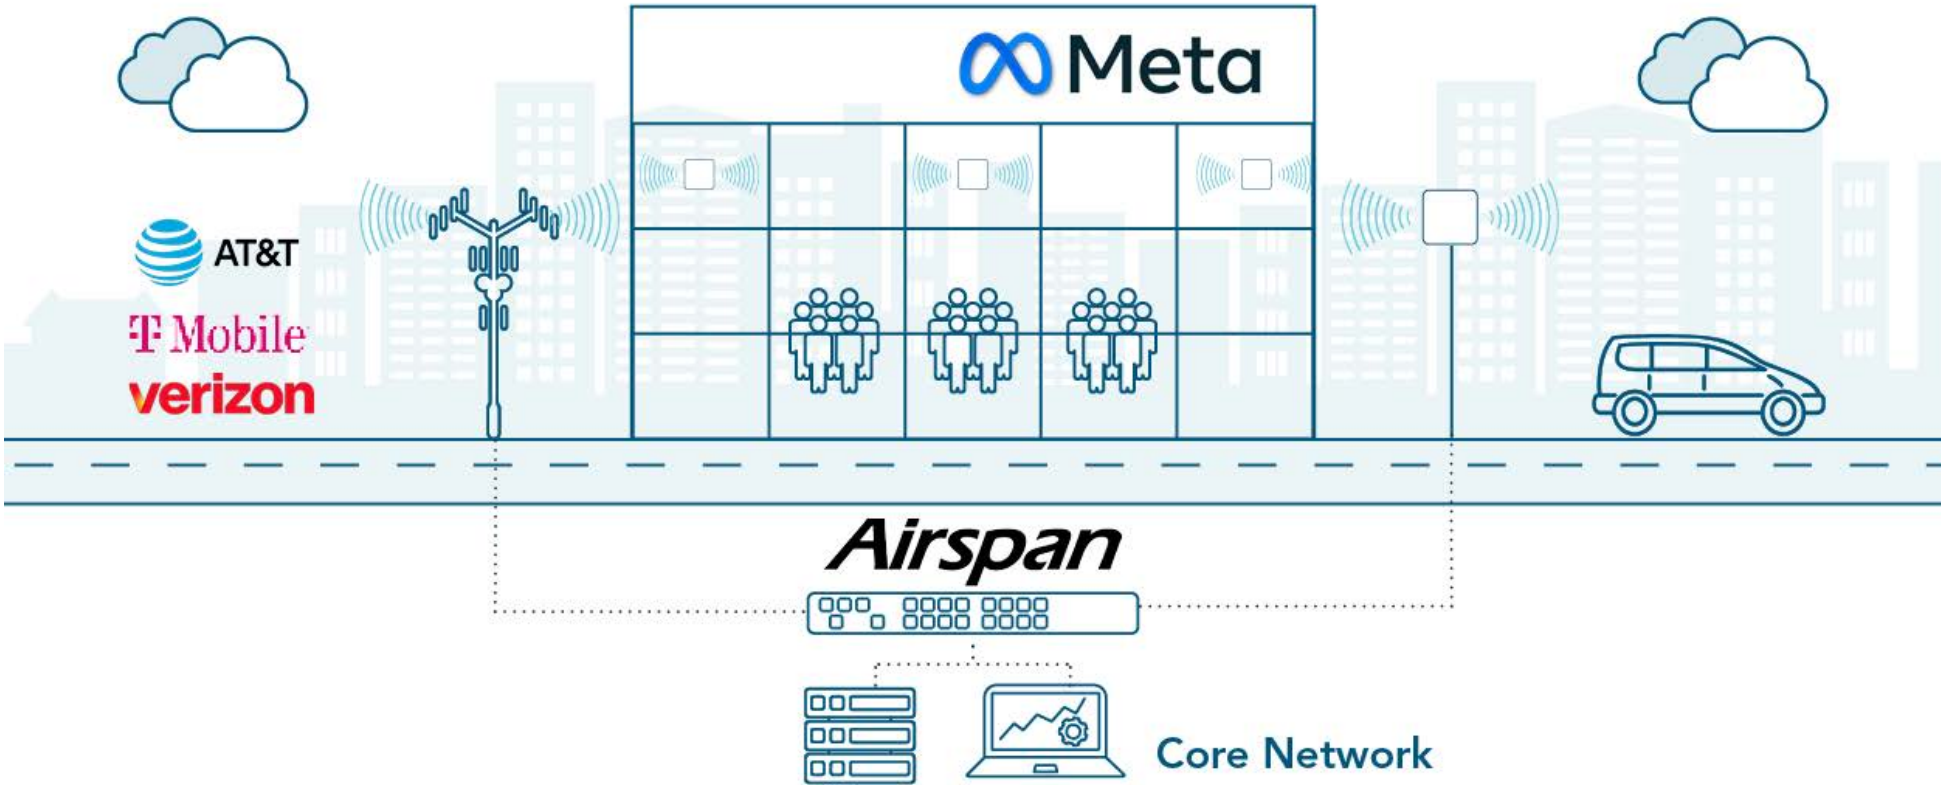 Meta
AT&T
T Mobile
verizon
Airspan
Core Network